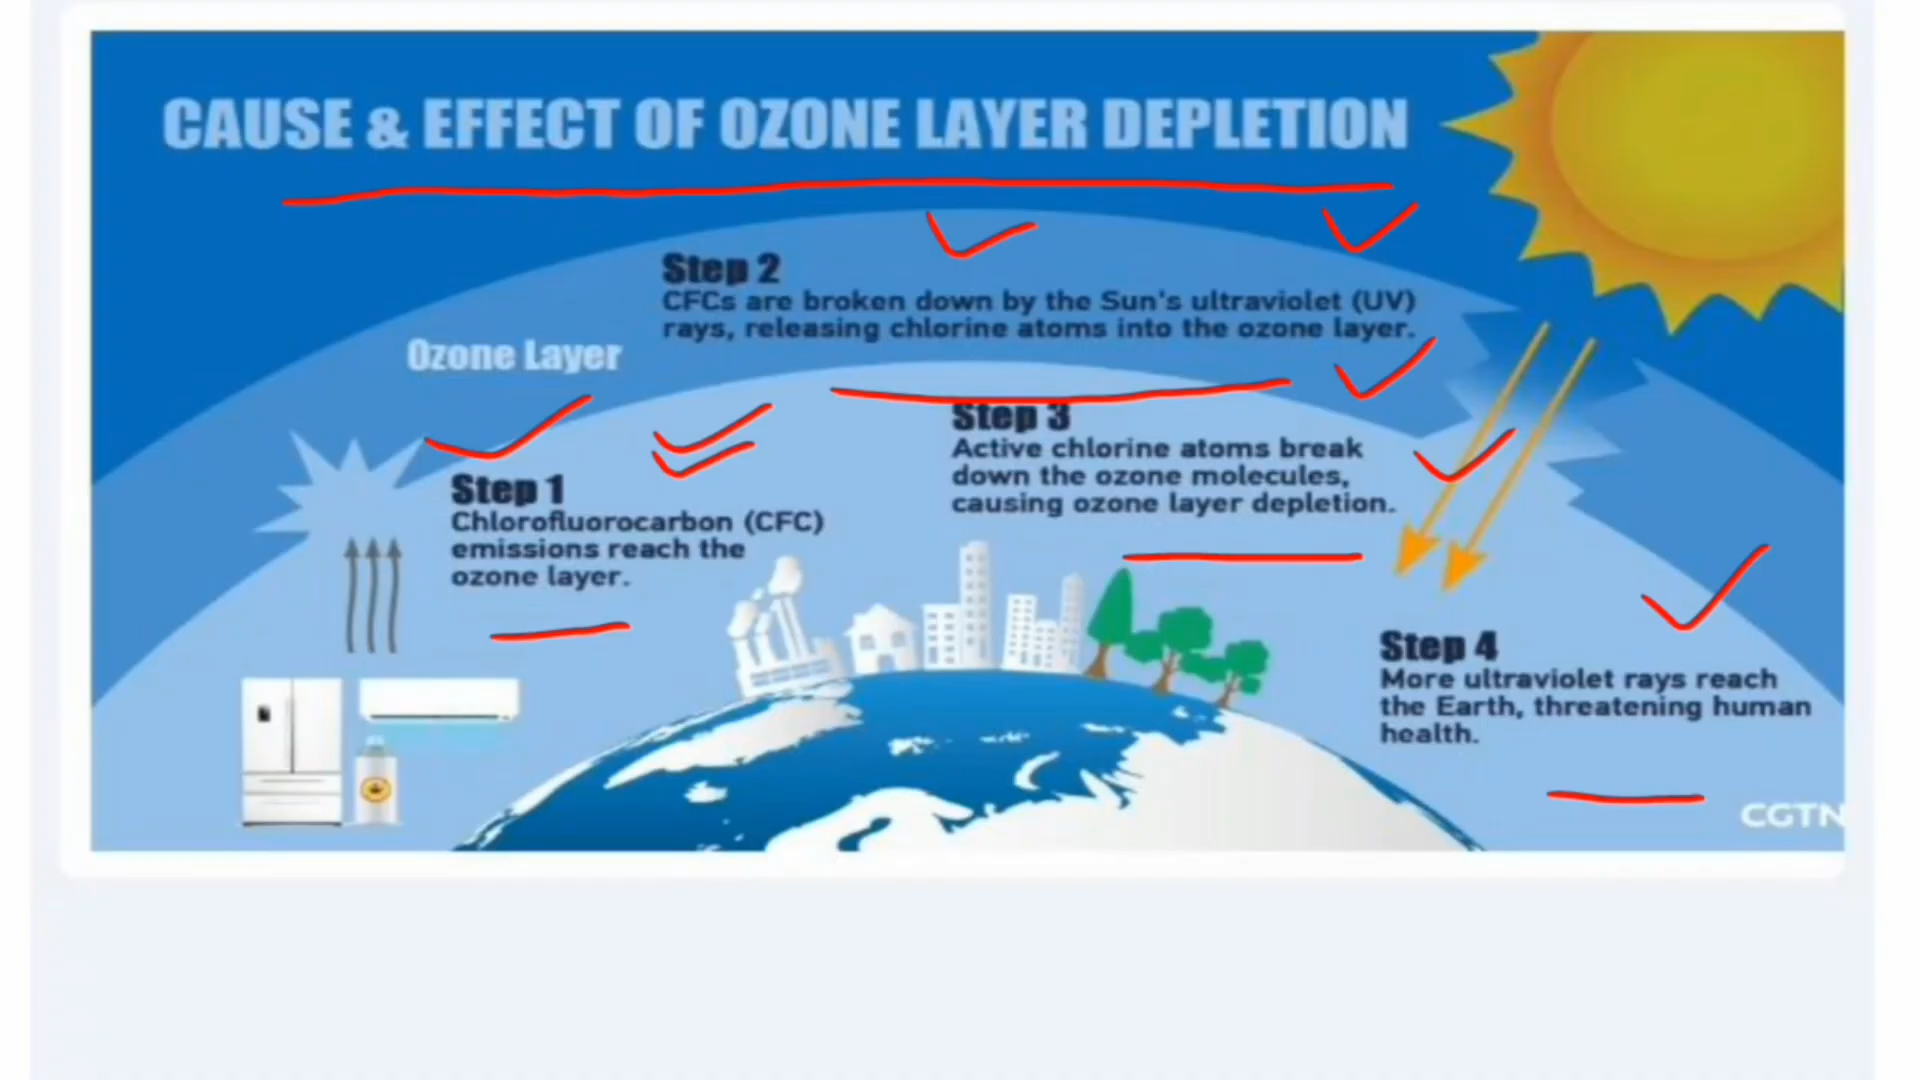 CAUSE & EFFECT OF OZONE LAYER DEPLETION
Step 2
CFCs are broken down by the Sun's ultraviolet (UV)
rays, releasing chlorine atoms into the ozone layer.
Ozone Layer
Step 3
Active chlorine atoms break
down the ozone molecules,
causing ozone layer depletion.
Step 1
Chlorofluorocarbon (CFC)
emissions reach the
ozone layer.
Step 4
More ultraviolet rays reach
the Earth, threatening human
health.
CGTN